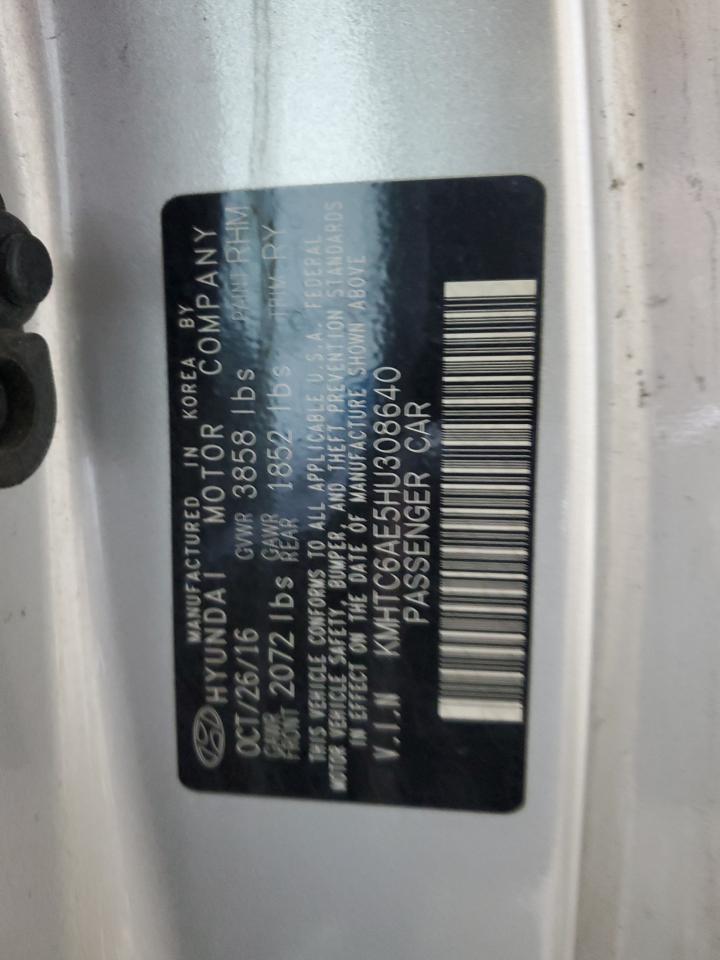 MANUFACTURED IN KOREA BY
HYUNDAI MOTOR COMPANY
OCT/26/16 GVWR 3858 lbs PAINT RHM
GAWR FRONT 2072 lbs GAWR REAR 1852 lbs TRIM RY
THIS VEHICLE CONFORMS TO ALL APPLICABLE U.S.A. FEDERAL
MOTOR VEHICLE SAFETY, BUMPER, AND THEFT PREVENTION STANDARDS
IN EFFECT ON THE DATE OF MANUFACTURE SHOWN ABOVE
V.I.N KMHTC6AE5HU308640
PASSENGER CAR